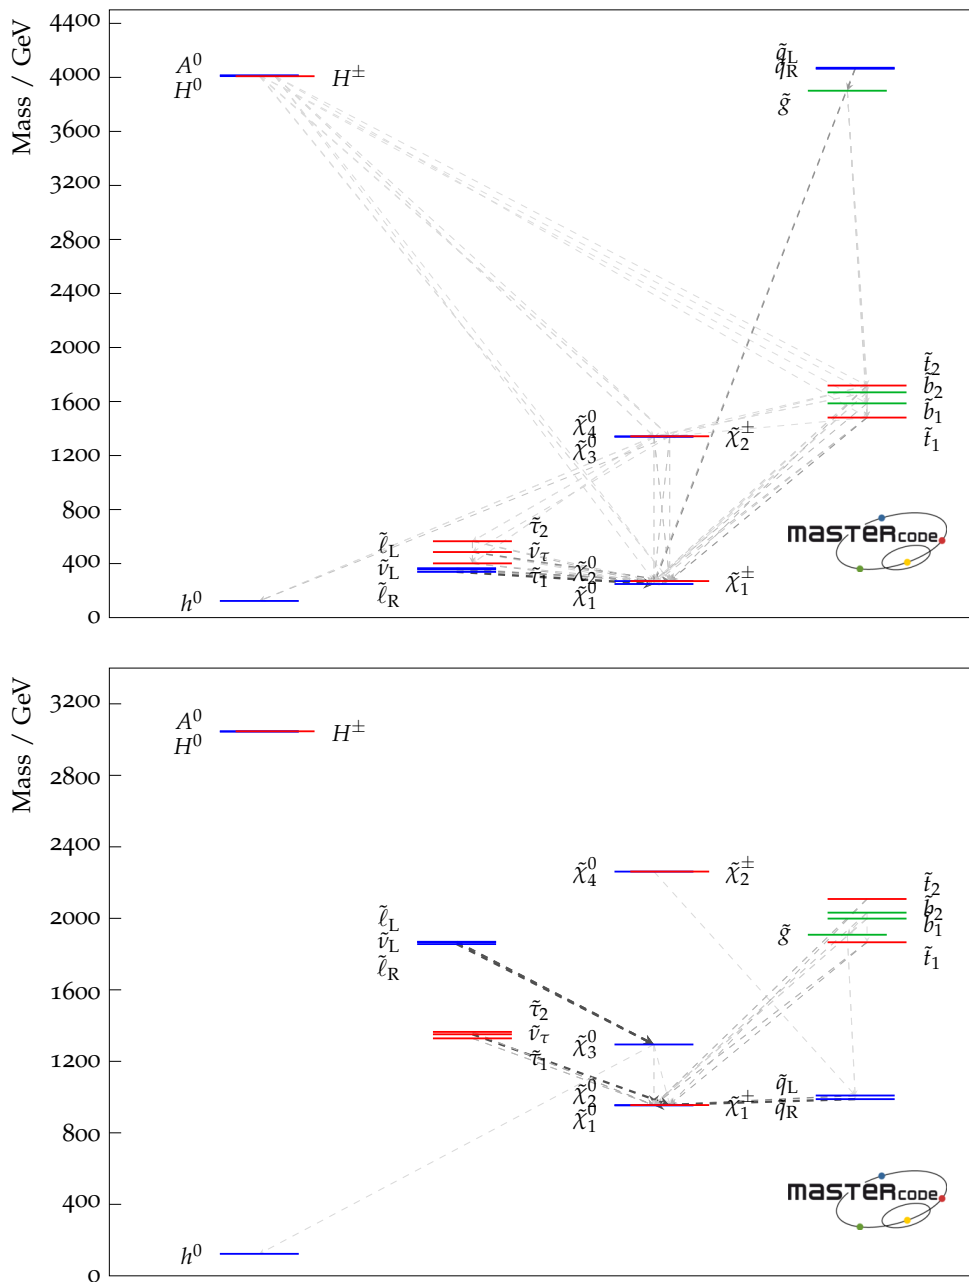 Mass / GeV
4400
4000
3600
3200
2800
2400
2000
1600
1200
800
400
0
A⁰
H⁰
H±
q̃L
q̃R
g̃
t̃2
b̃2
b̃1
t̃1
χ̃⁰4
χ̃⁰3
χ̃±2
τ̃2
ℓ̃L
ν̃τ
ν̃L
τ̃1
ℓ̃R
χ̃⁰2
χ̃⁰1
χ̃±1
h⁰
masTeRcODe
Mass / GeV
3200
2800
2400
2000
1600
1200
800
400
0
A⁰
H⁰
H±
χ̃⁰4
χ̃±2
t̃2
b̃2
b̃1
g̃
t̃1
ℓ̃L
ν̃L
ℓ̃R
τ̃2
ν̃τ
τ̃1
χ̃⁰3
χ̃⁰2
χ̃⁰1
χ̃±1
q̃L
q̃R
h⁰
masTeRcODe